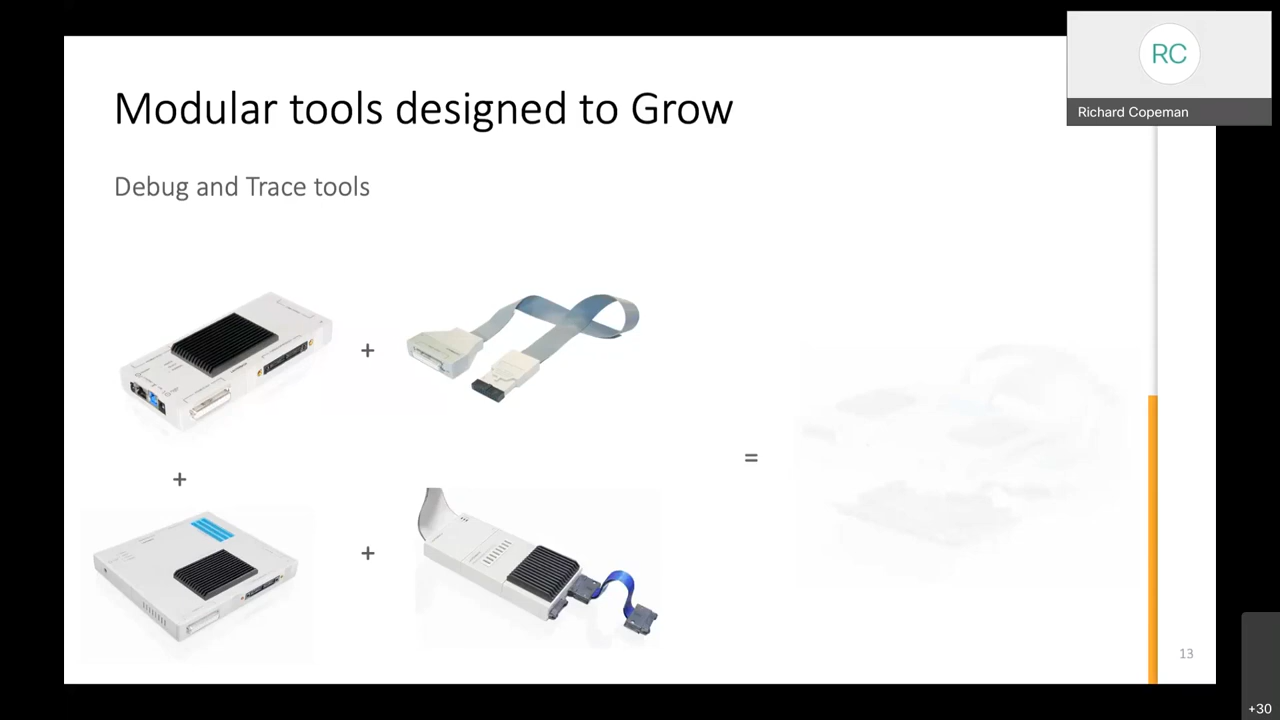 RC
Richard Copeman
Modular tools designed to Grow
Debug and Trace tools
+
+
=
+
13
+30